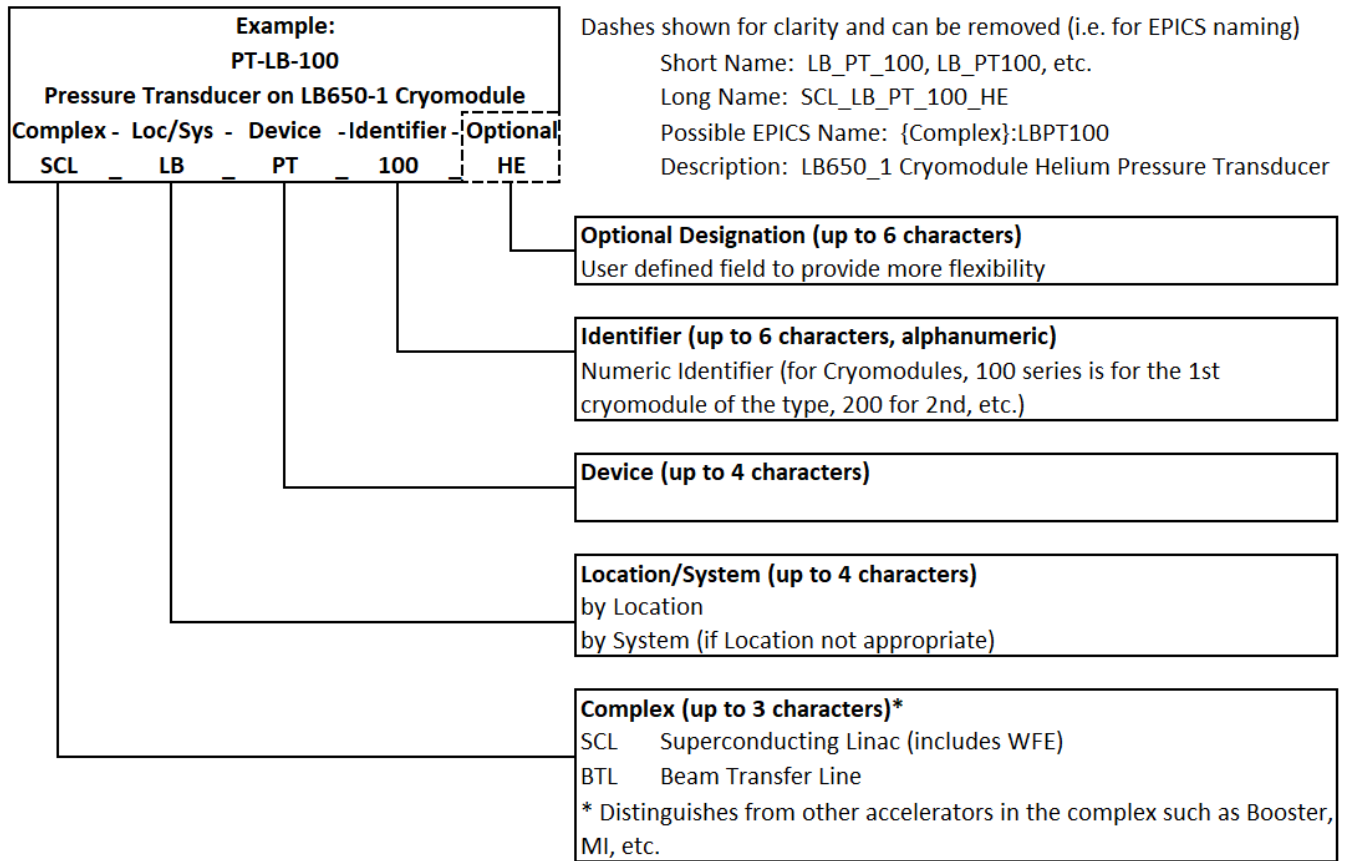 Example:
PT-LB-100
Pressure Transducer on LB650-1 Cryomodule
Complex - Loc/Sys - Device - Identifier - Optional
SCL _ LB _ PT _ 100 _ HE
Dashes shown for clarity and can be removed (i.e. for EPICS naming)
Short Name: LB_PT_100, LB_PT100, etc.
Long Name: SCL_LB_PT_100_HE
Possible EPICS Name: {Complex}:LBPT100
Description: LB650_1 Cryomodule Helium Pressure Transducer
Optional Designation (up to 6 characters)
User defined field to provide more flexibility
Identifier (up to 6 characters, alphanumeric)
Numeric Identifier (for Cryomodules, 100 series is for the 1st
cryomodule of the type, 200 for 2nd, etc.)
Device (up to 4 characters)
Location/System (up to 4 characters)
by Location
by System (if Location not appropriate)
Complex (up to 3 characters)*
SCL Superconducting Linac (includes WFE)
BTL Beam Transfer Line
* Distinguishes from other accelerators in the complex such as Booster,
MI, etc.